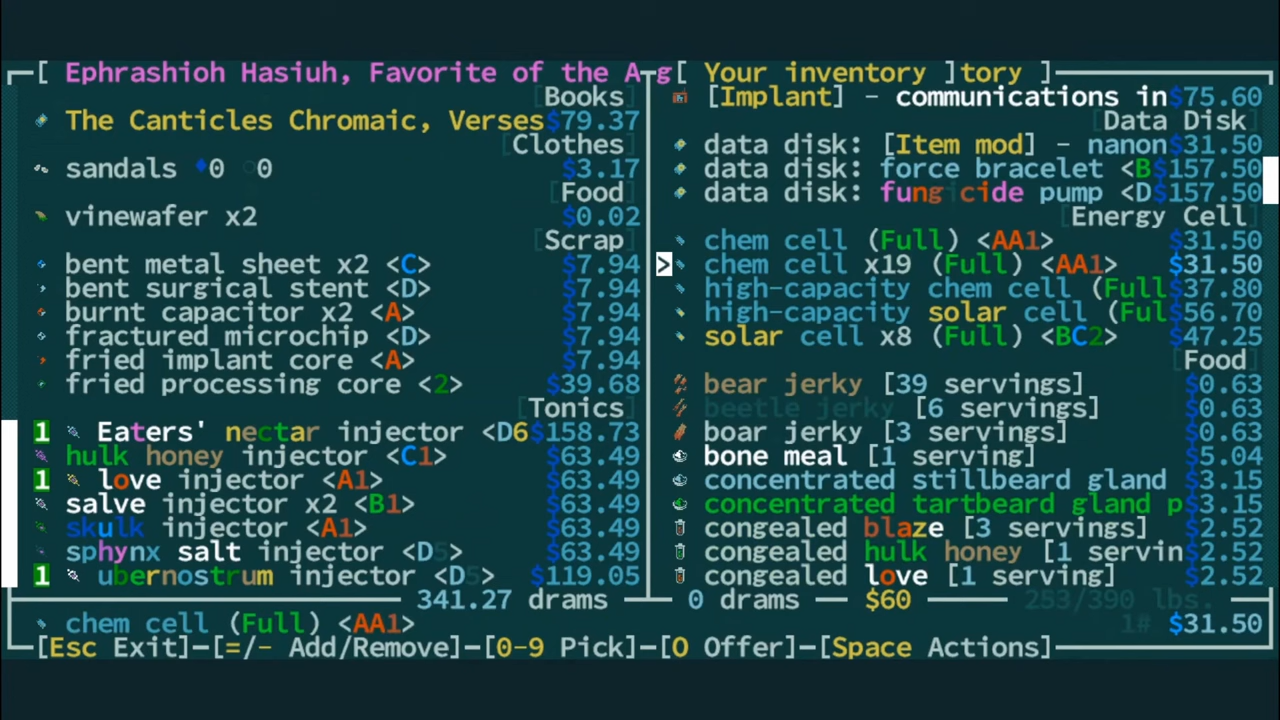 [ Ephrashioh Hasiuh, Favorite of the A g[ Your inventory ]tory ]
[Books]
The Canticles Chromaic, Verses $79.37
[Clothes]
sandals ♦0 ○0 $3.17
[Food]
vinewafer x2 $0.02
[Scrap]
bent metal sheet x2 <C> $7.94
bent surgical stent <D> $7.94
burnt capacitor x2 <A> $7.94
fractured microchip <D> $7.94
fried implant core <A> $7.94
fried processing core <2> $39.68
[Tonics]
1 Eaters' nectar injector <D6 $158.73
hulk honey injector <C1> $63.49
1 love injector <A1> $63.49
salve injector x2 <B1> $63.49
skulk injector <A1> $63.49
sphynx salt injector <D5> $63.49
1 ubernostrum injector <D5> $119.05
341.27 drams
[Implant] - communications in $75.60
[Data Disk]
data disk: [Item mod] - nanon $31.50
data disk: force bracelet <B $157.50
data disk: fungicide pump <D $157.50
[Energy Cell]
chem cell (Full) <AA1> $31.50
> chem cell x19 (Full) <AA1> $31.50
high-capacity chem cell (Full $37.80
high-capacity solar cell (Ful $56.70
solar cell x8 (Full) <BC2> $47.25
[Food]
bear jerky [39 servings] $0.63
beetle jerky [6 servings] $0.63
boar jerky [3 servings] $0.63
bone meal [1 serving] $5.04
concentrated stillbeard gland $3.15
concentrated tartbeard gland p $3.15
congealed blaze [3 servings] $2.52
congealed hulk honey [1 servin $2.52
congealed love [1 serving] $2.52
0 drams $60 253/390 lbs.
chem cell (Full) <AA1> 1# $31.50
[Esc Exit]-[=/- Add/Remove]-[0-9 Pick]-[O Offer]-[Space Actions]